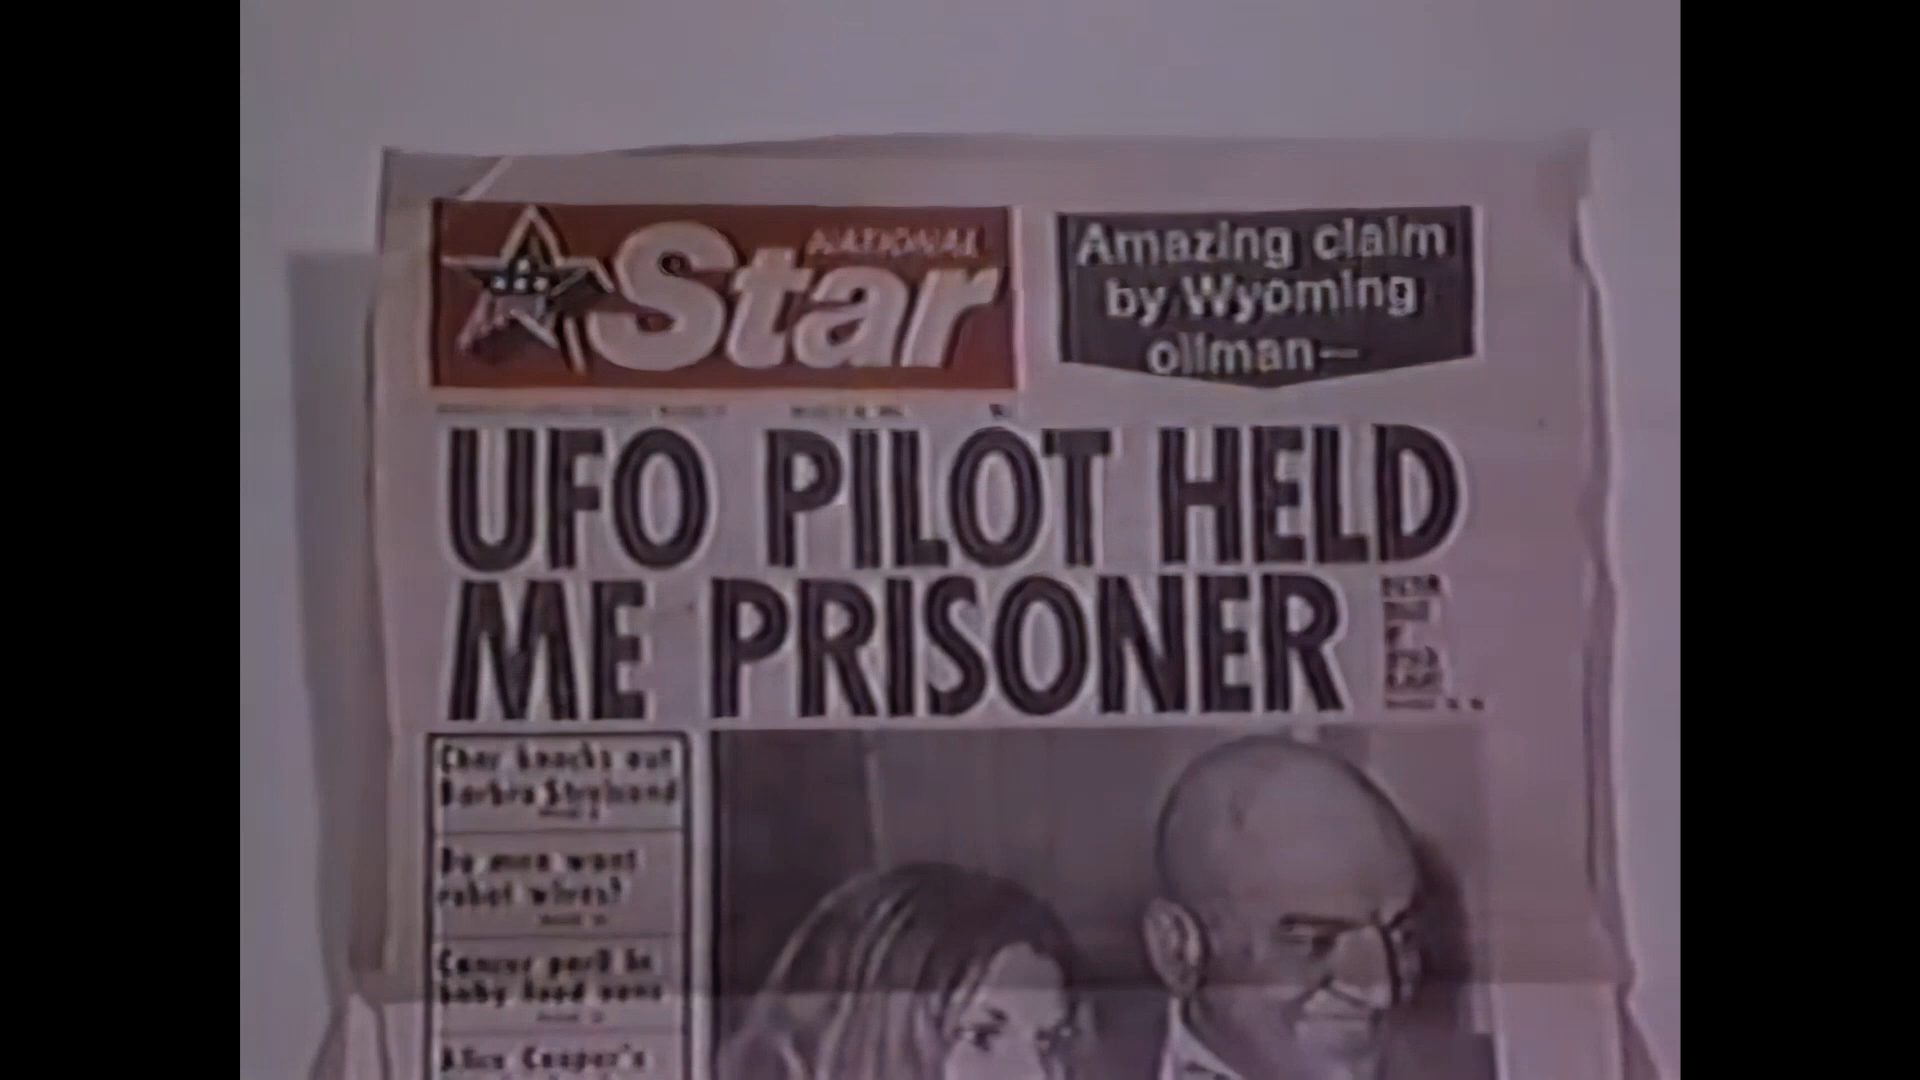 NATIONAL
Star
Amazing claim
by Wyoming
oilman—
UFO PILOT HELD
ME PRISONER
Cher knocks out
Barbra Streisand
Do men want
robot wives?
Cancer peril in
baby food cans
Alice Cooper's